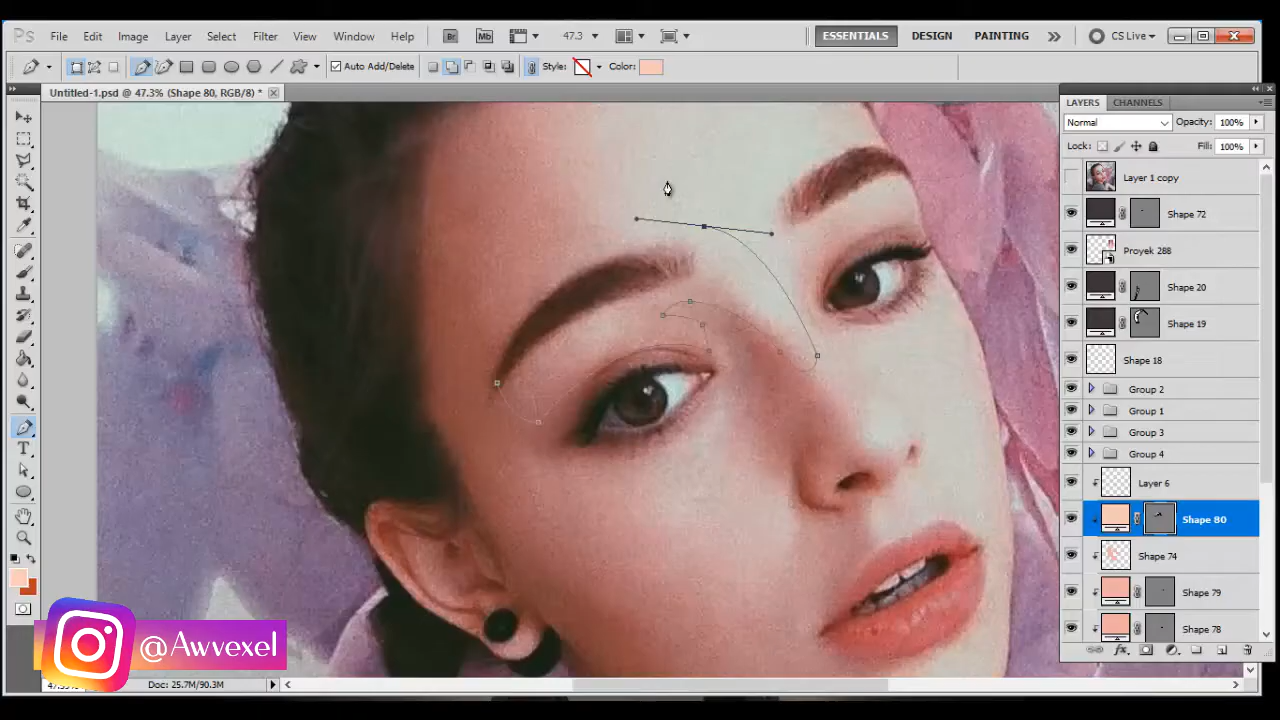 Ps File Edit Image Layer Select Filter View Window Help Br Mb 47.3 ESSENTIALS DESIGN PAINTING CS Live
Auto Add/Delete Style: Color:
Untitled-1.psd @ 47.3% (Shape 80, RGB/8) *
LAYERS CHANNELS
Normal Opacity: 100%
Lock: Fill: 100%
Layer 1 copy
Shape 72
Proyek 288
Shape 20
Shape 19
Shape 18
Group 2
Group 1
Group 3
Group 4
Layer 6
Shape 80
Shape 74
Shape 79
Shape 78
@Awvexel
Doc: 25.7M/90.3M